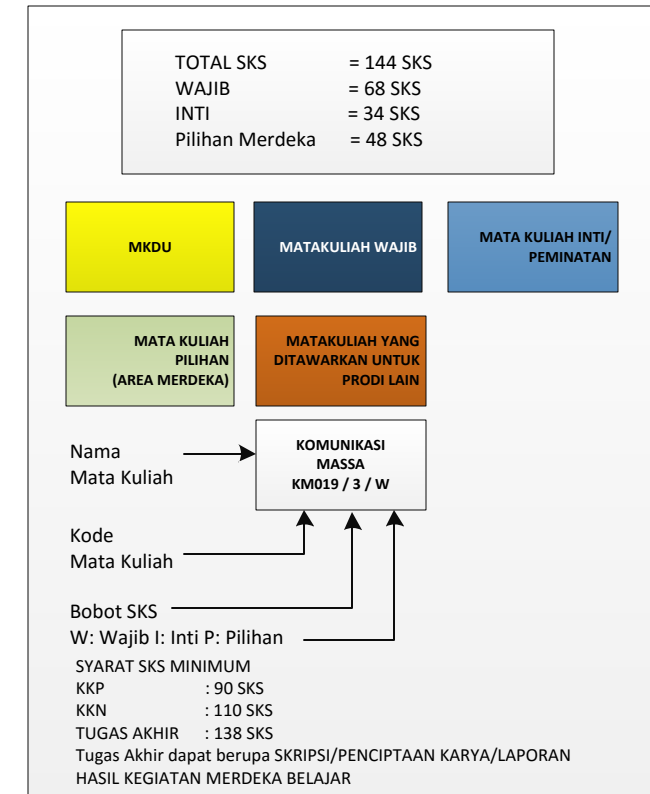 TOTAL SKS = 144 SKS
WAJIB = 68 SKS
INTI = 34 SKS
Pilihan Merdeka = 48 SKS
MKDU
MATAKULIAH WAJIB
MATA KULIAH INTI/
PEMINATAN
MATA KULIAH
PILIHAN
(AREA MERDEKA)
MATAKULIAH YANG
DITAWARKAN UNTUK
PRODI LAIN
Nama
Mata Kuliah
KOMUNIKASI
MASSA
KM019 / 3 / W
Kode
Mata Kuliah
Bobot SKS
W: Wajib I: Inti P: Pilihan
SYARAT SKS MINIMUM
KKP : 90 SKS
KKN : 110 SKS
TUGAS AKHIR : 138 SKS
Tugas Akhir dapat berupa SKRIPSI/PENCIPTAAN KARYA/LAPORAN
HASIL KEGIATAN MERDEKA BELAJAR